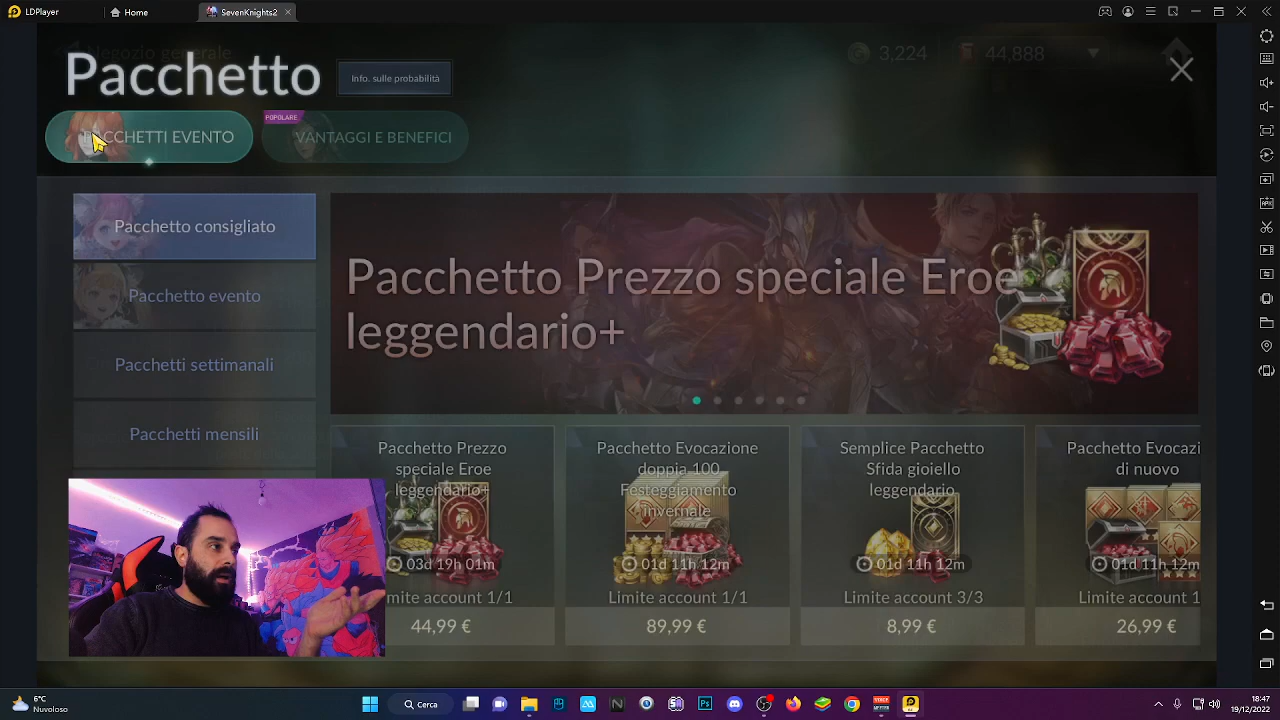 LDPlayer
Home
SevenKnights2
Negozio generale
3,224
44,888
Pacchetto
Info. sulle probabilità
PACCHETTI EVENTO
POPOLARE
VANTAGGI E BENEFICI
Pacchetto consigliato
Pacchetto evento
Pacchetti settimanali
Pacchetti mensili
Pacchetto Prezzo speciale Eroe
leggendario+
Pacchetto Prezzo
speciale Eroe
leggendario+
03d 19h 01m
mite account 1/1
44,99 €
Pacchetto Evocazione
doppia 100
Festeggiamento
invernale
01d 11h 12m
Limite account 1/1
89,99 €
Semplice Pacchetto
Sfida gioiello
leggendario
01d 11h 12m
Limite account 3/3
8,99 €
Pacchetto Evocazi
di nuovo
01d 11h 12m
Limite account 1
26,99 €
6°C
Nuvoloso
Cerca
VOICE
MEETER
18:47
19/12/2022